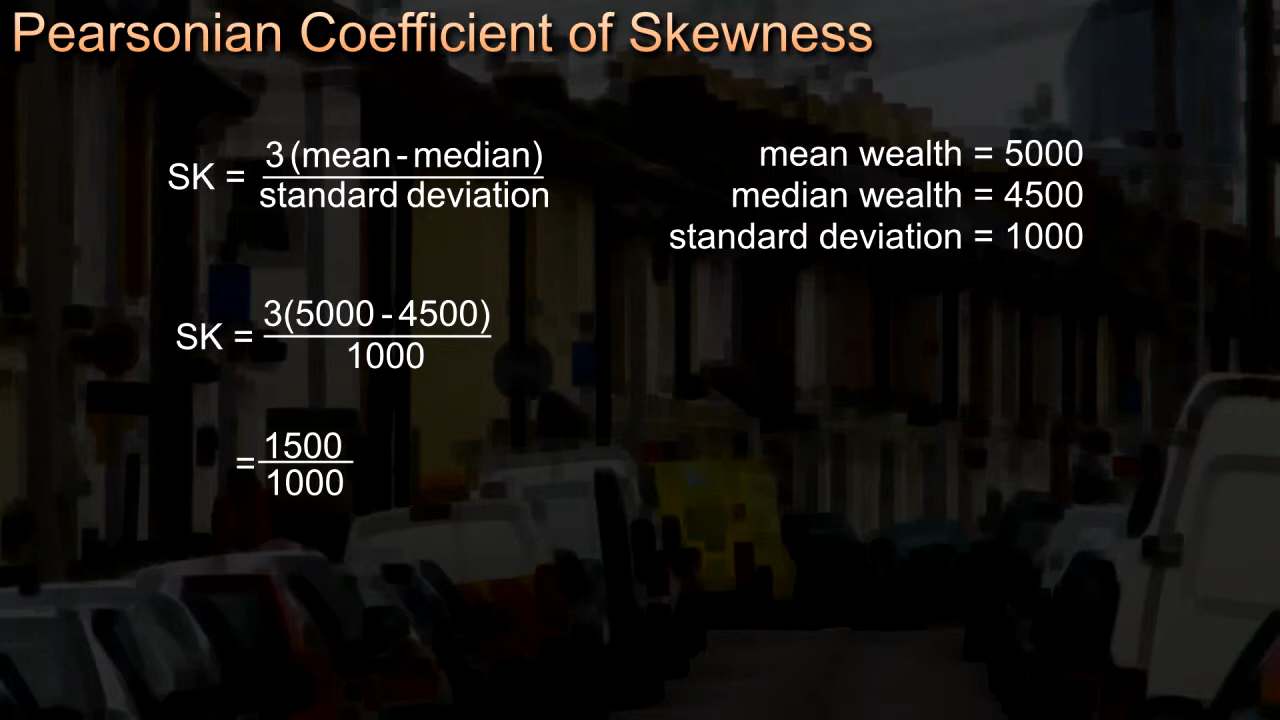 Pearsonian Coefficient of Skewness
SK = 3 (mean - median)
standard deviation
mean wealth = 5000
median wealth = 4500
standard deviation = 1000
SK = 3(5000 - 4500)
1000
= 1500
1000